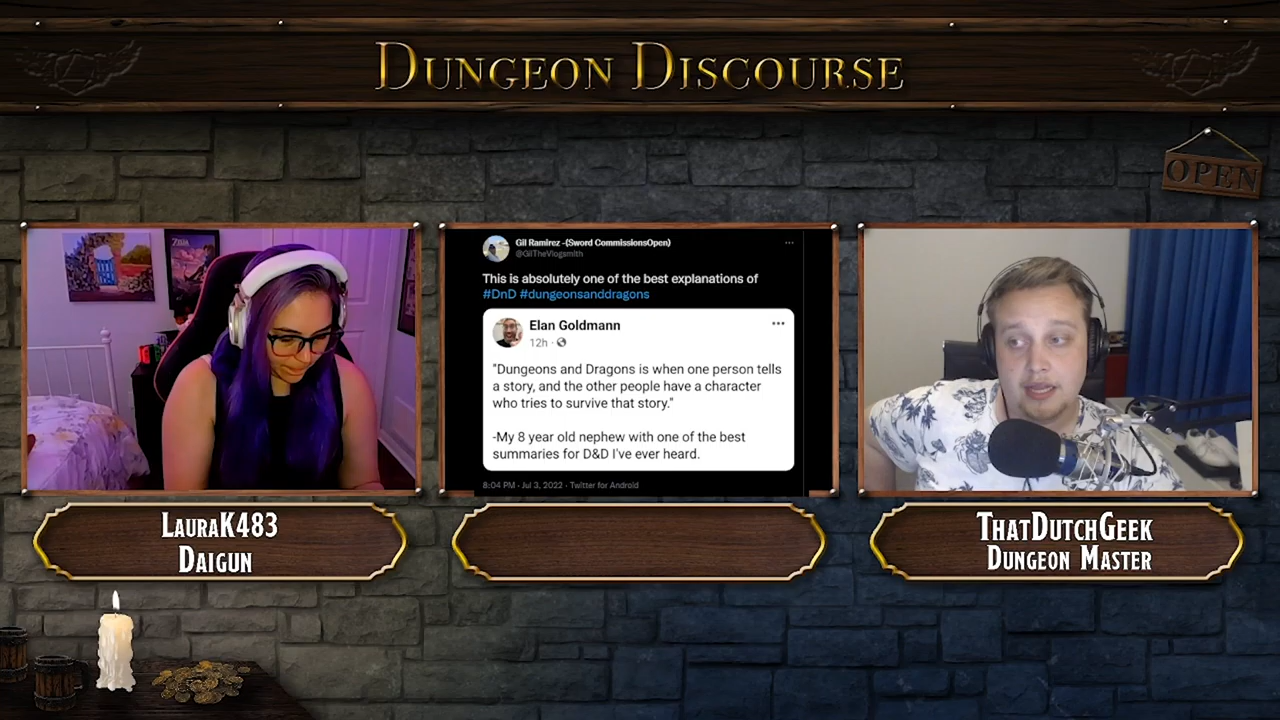 DUNGEON DISCOURSE
OPEN
ZELDA
Gil Ramirez -(Sword CommissionsOpen)
@GilTheVlogsmith
This is absolutely one of the best explanations of
#DnD #dungeonsanddragons
Elan Goldmann
12h ·
"Dungeons and Dragons is when one person tells
a story, and the other people have a character
who tries to survive that story."
-My 8 year old nephew with one of the best
summaries for D&D I've ever heard.
8:04 PM · Jul 3, 2022 · Twitter for Android
LAURAK483
DAIGUN
THATDUTCHGEEK
DUNGEON MASTER